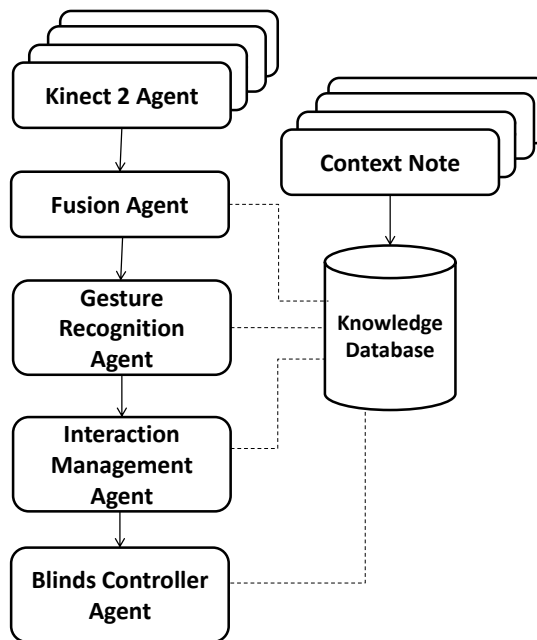 Kinect 2 Agent
Context Note
Fusion Agent
Gesture
Recognition
Agent
Knowledge
Database
Interaction
Management
Agent
Blinds Controller
Agent